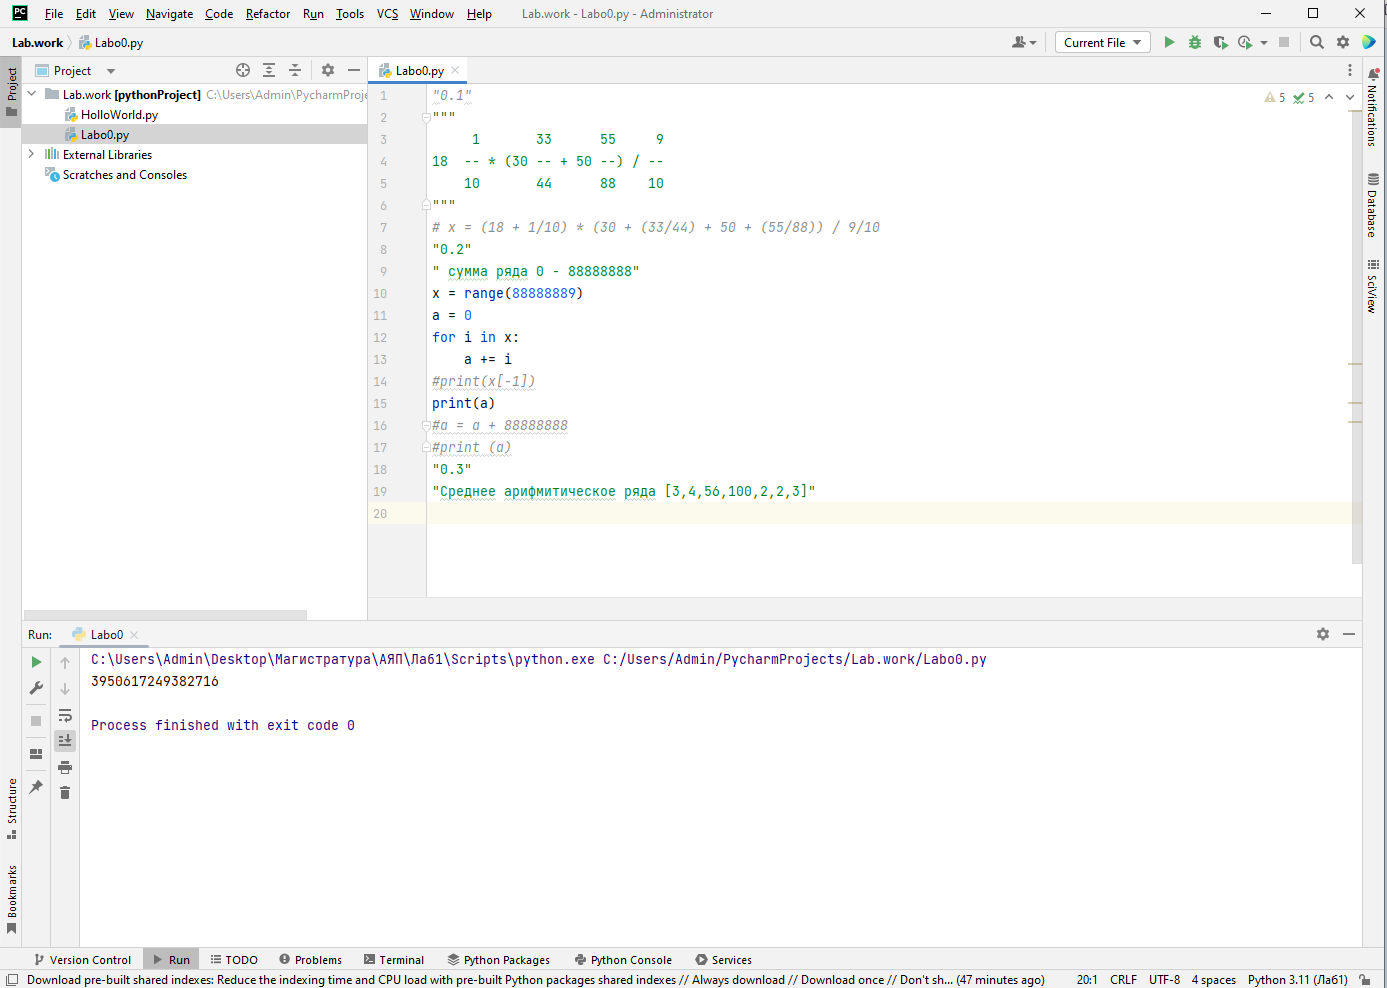 File Edit View Navigate Code Refactor Run Tools VCS Window Help Lab.work - Labo0.py - Administrator
Lab.work Labo0.py Current File
Project Project Labo0.py
Lab.work [pythonProject] C:\Users\Admin\PycharmProje
HolloWorld.py
Labo0.py
External Libraries
Scratches and Consoles
1 "0.1" 5 5
2 """
3 1 33 55 9
4 18 -- * (30 -- + 50 --) / --
5 10 44 88 10
6 """
7 # x = (18 + 1/10) * (30 + (33/44) + 50 + (55/88)) / 9/10
8 "0.2"
9 " сумма ряда 0 - 88888888"
10 x = range(88888889)
11 a = 0
12 for i in x:
13 a += i
14 #print(x[-1])
15 print(a)
16 #a = a + 88888888
17 #print (a)
18 "0.3"
19 "Среднее арифмитическое ряда [3,4,56,100,2,2,3]"
20
Notifications
Database
SciView
Run: Labo0
C:\Users\Admin\Desktop\Магистратура\АЯП\Ла61\Scripts\python.exe C:/Users/Admin/PycharmProjects/Lab.work/Labo0.py
3950617249382716
Process finished with exit code 0
Structure
Bookmarks
Version Control Run TODO Problems Terminal Python Packages Python Console Services
Download pre-built shared indexes: Reduce the indexing time and CPU load with pre-built Python packages shared indexes // Always download // Download once // Don't sh... (47 minutes ago) 20:1 CRLF UTF-8 4 spaces Python 3.11 (Ла61)